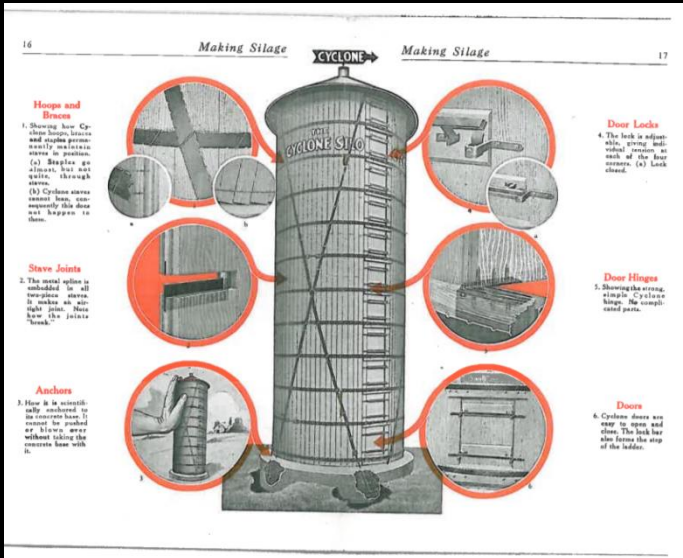 16
Making Silage
CYCLONE
Making Silage
17
THE
CYCLONE SILO
Hoops and
Braces
1. Showing how Cy-
clone hoops, braces
and staples perma-
nently maintain
staves in position.
(a) Staples go
almost, but not
quite, through
staves.
(b) Cyclone staves
cannot lean, con-
sequently this does
not happen to
them.
1
a
b
Stave Joints
2. The metal spline is
embedded in all
two-piece staves.
It makes an air-
tight joint. Note
how the joints
"break."
2
Anchors
3. How it is scientifi-
cally anchored to
its concrete base. It
cannot be pushed
or blown over
without taking the
concrete base with
it.
3
Door Locks
4. The lock is adjust-
able, giving indi-
vidual tension at
each of the four
corners. (a) Lock
closed.
4
a
Door Hinges
5. Showing the strong,
simple Cyclone
hinge. No compli-
cated parts.
5
Doors
6. Cyclone doors are
easy to open and
close. The lock bar
also forms the step
of the ladder.
6